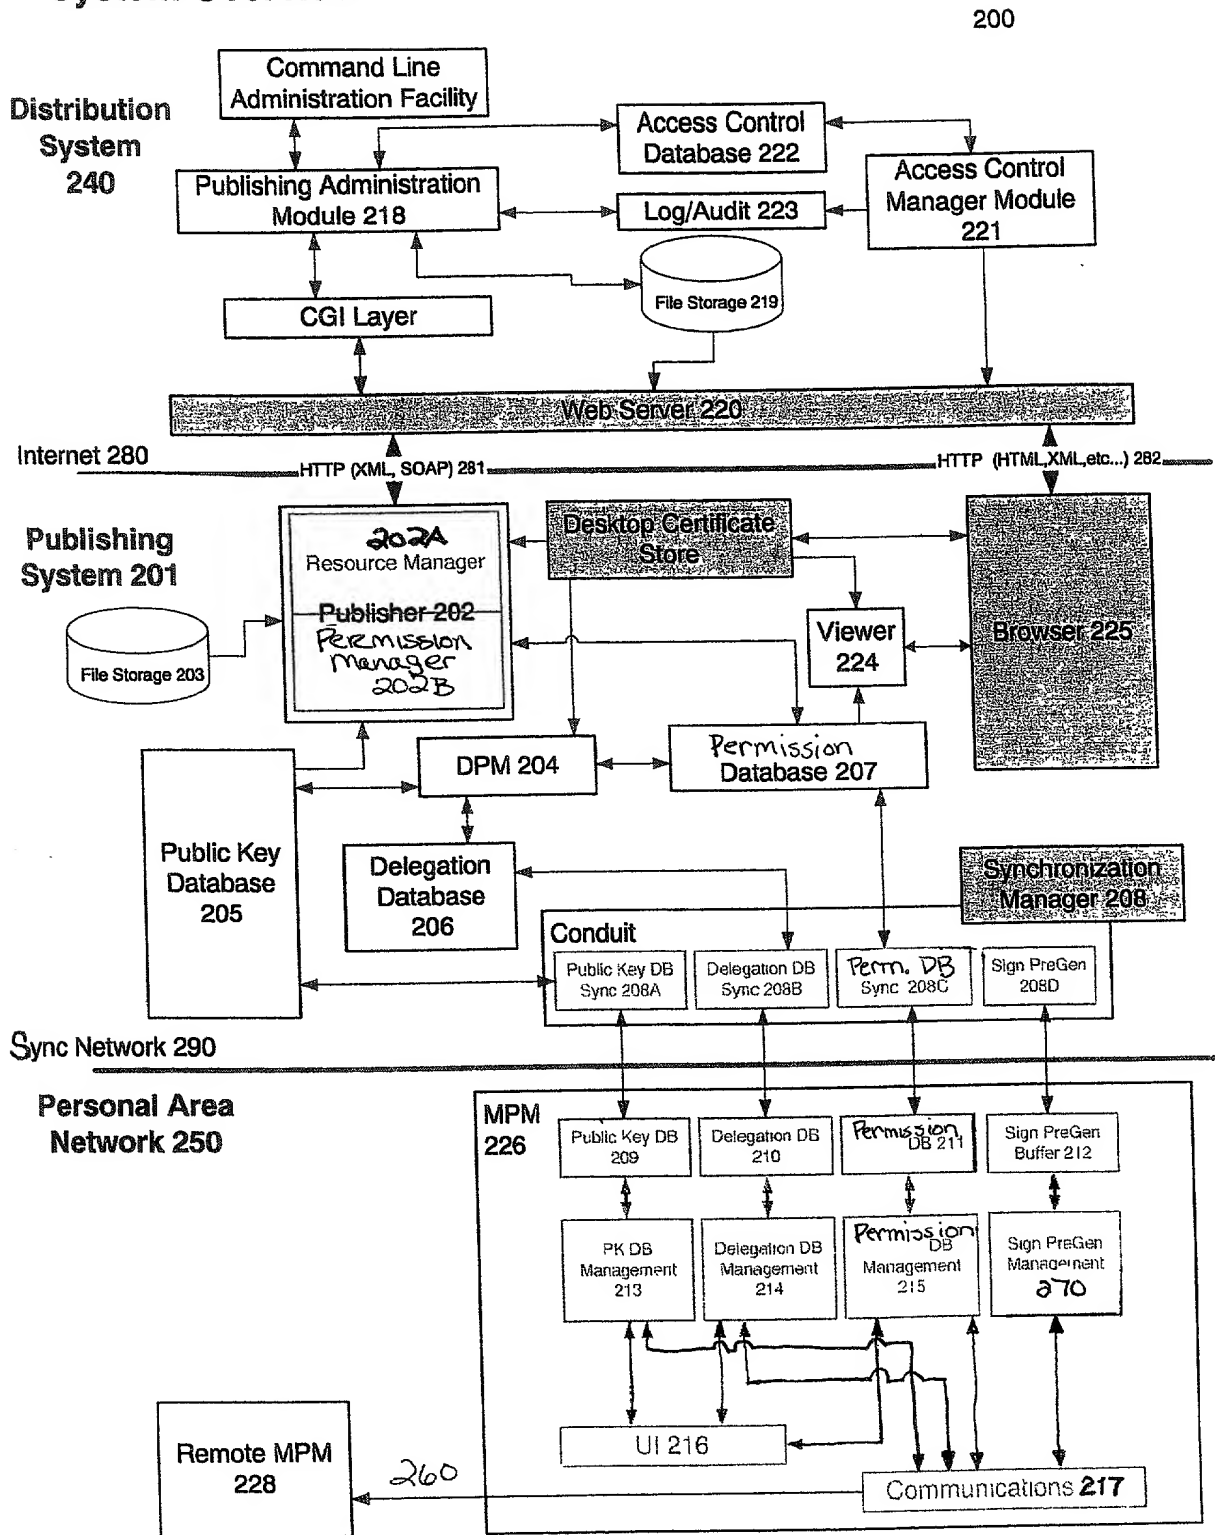 200
Command Line
Administration Facility
Distribution
System
240
Access Control
Database 222
Access Control
Manager Module
221
Publishing Administration
Module 218
Log/Audit 223
File Storage 219
CGI Layer
Web Server 220
Internet 280
HTTP (XML, SOAP) 281
HTTP (HTML,XML,etc...) 282
Publishing
System 201
202A
Resource Manager
Publisher 202
Permission
Manager
202B
Desktop Certificate
Store
File Storage 203
Viewer
224
Browser 225
DPM 204
Permission
Database 207
Public Key
Database
205
Delegation
Database
206
Synchronization
Manager 208
Conduit
Public Key DB
Sync 208A
Delegation DB
Sync 208B
Perm. DB
Sync 208C
Sign PreGen
208D
Sync Network 290
Personal Area
Network 250
MPM
226
Public Key DB
209
Delegation DB
210
Permission
DB 211
Sign PreGen
Buffer 212
PK DB
Management
213
Delegation DB
Management
214
Permission
DB
Management
215
Sign PreGen
Management
270
UI 216
Remote MPM
228
260
Communications 217